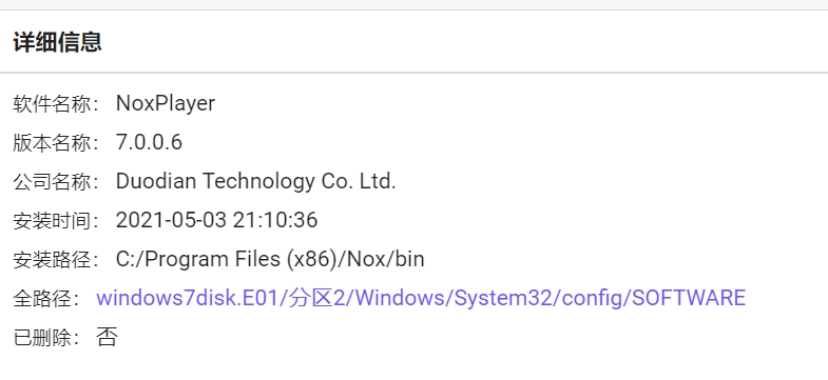 详细信息
软件名称： NoxPlayer
版本名称： 7.0.0.6
公司名称： Duodian Technology Co. Ltd.
安装时间： 2021-05-03 21:10:36
安装路径： C:/Program Files (x86)/Nox/bin
全路径： windows7disk.E01/分区2/Windows/System32/config/SOFTWARE
已删除： 否